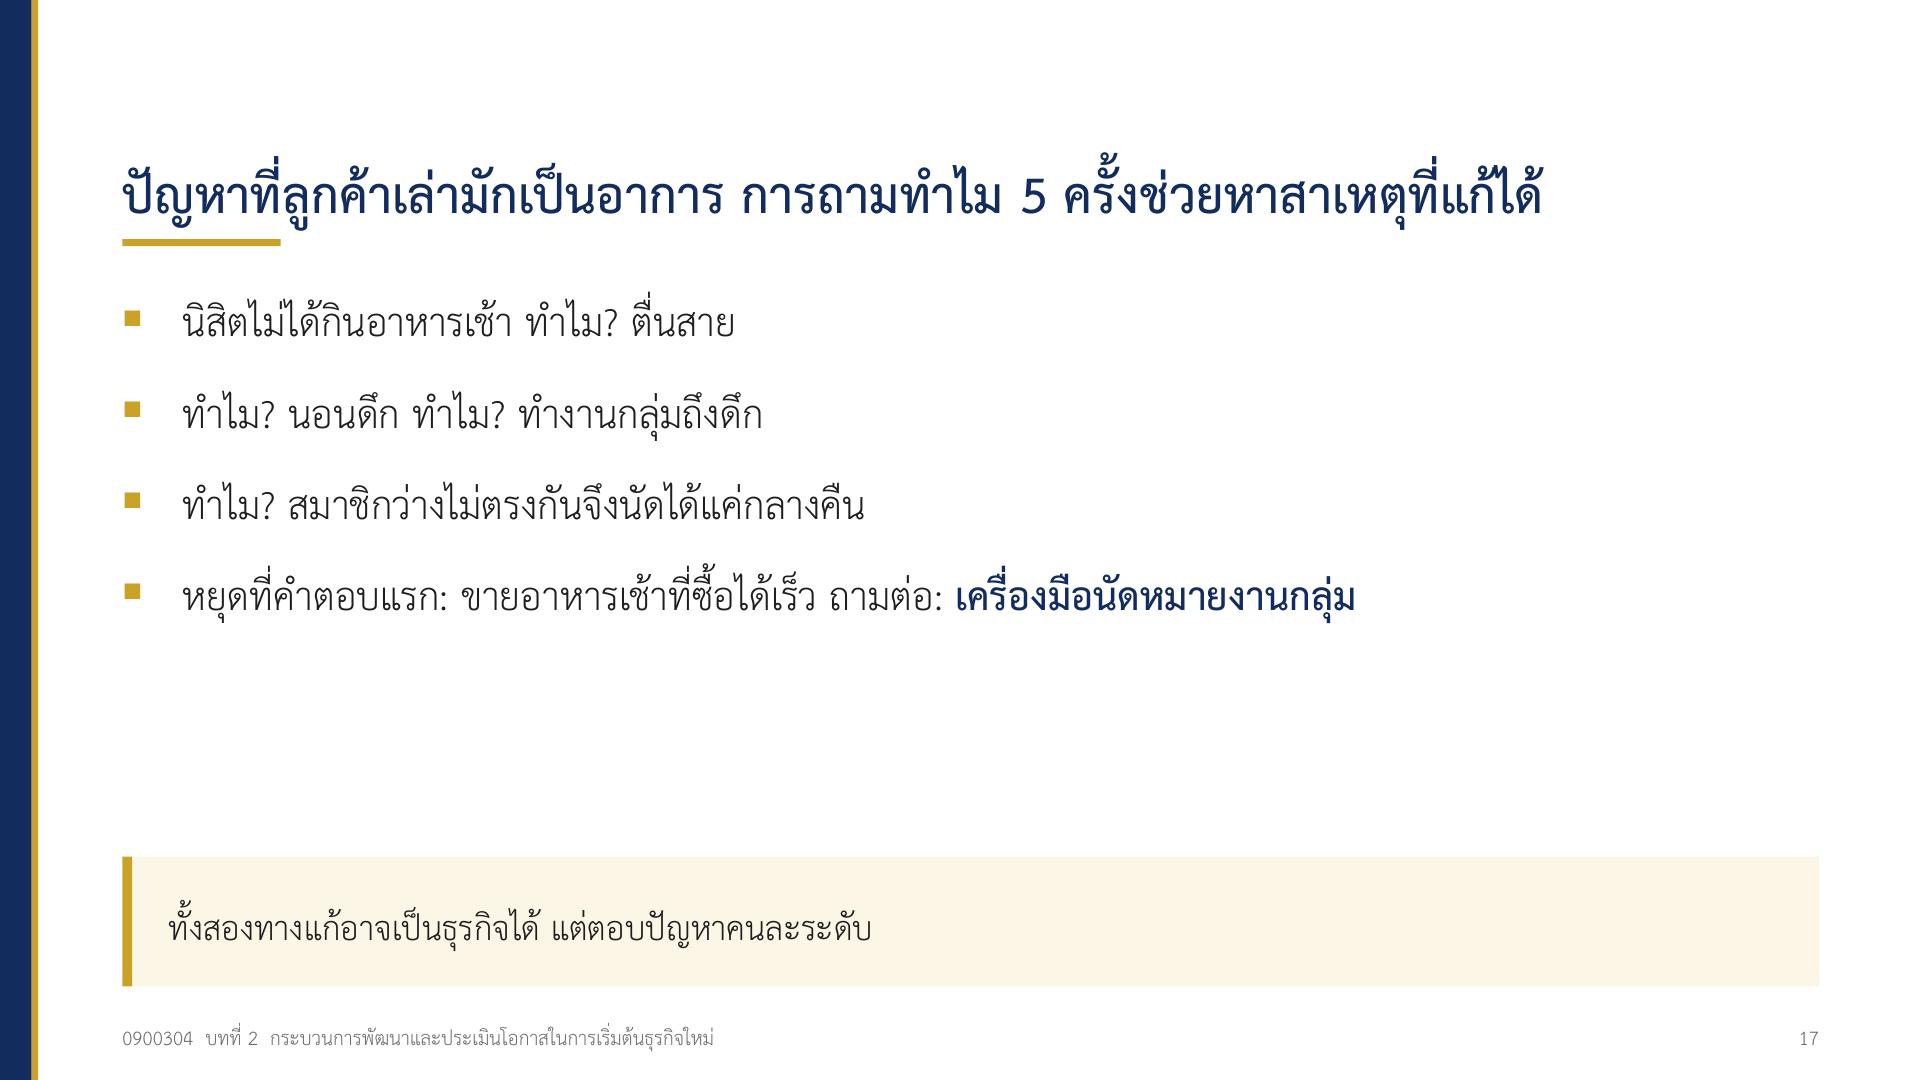 ปัญหาที่ลูกค้าเล่ามักเป็นอาการ การถามทำไม 5 ครั้งช่วยหาสาเหตุที่แก้ได้
นิสิตไม่ได้กินอาหารเช้า ทำไม? ตื่นสาย
ทำไม? นอนดึก ทำไม? ทำงานกลุ่มถึงดึก
ทำไม? สมาชิกว่างไม่ตรงกันจึงนัดได้แค่กลางคืน
หยุดที่คำตอบแรก: ขายอาหารเช้าที่ซื้อได้เร็ว ถามต่อ: เครื่องมือนัดหมายงานกลุ่ม
ทั้งสองทางแก้อาจเป็นธุรกิจได้ แต่ตอบปัญหาคนละระดับ
0900304 บทที่ 2 กระบวนการพัฒนาและประเมินโอกาสในการเริ่มต้นธุรกิจใหม่
17